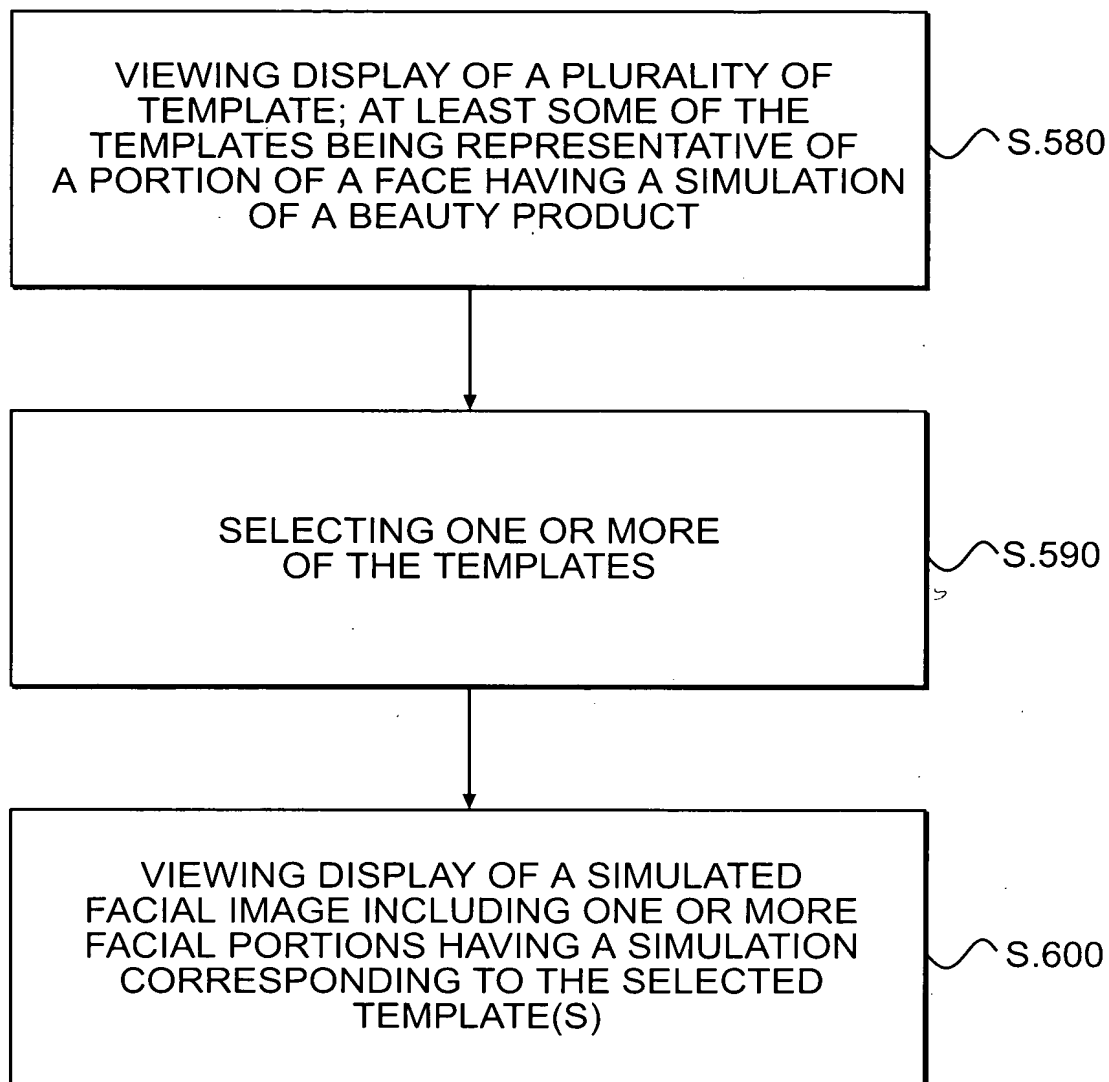 VIEWING DISPLAY OF A PLURALITY OF
TEMPLATE; AT LEAST SOME OF THE
TEMPLATES BEING REPRESENTATIVE OF
A PORTION OF A FACE HAVING A SIMULATION
OF A BEAUTY PRODUCT
S.580
SELECTING ONE OR MORE
OF THE TEMPLATES
S.590
VIEWING DISPLAY OF A SIMULATED
FACIAL IMAGE INCLUDING ONE OR MORE
FACIAL PORTIONS HAVING A SIMULATION
CORRESPONDING TO THE SELECTED
TEMPLATE(S)
S.600